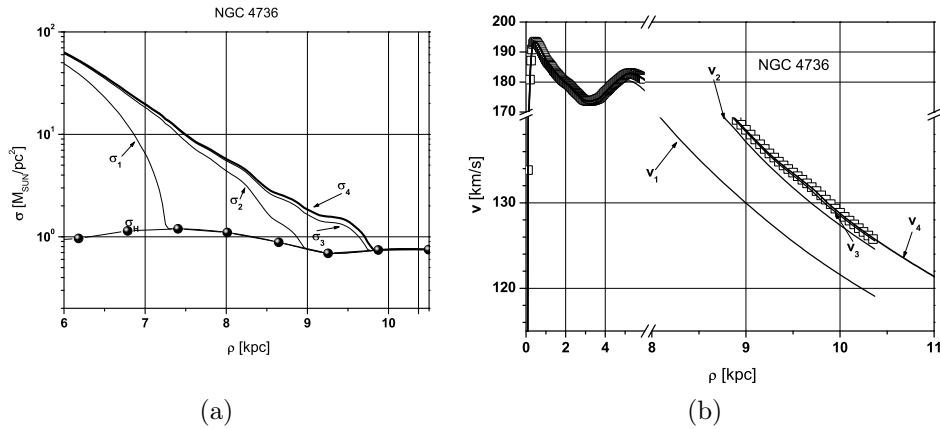 NGC 4736
10²
10¹
10⁰
σ [M_SUN/pc²]
σ₁
σ₂
σ₃
σ₄
σ_H
6 7 8 9 10
ρ [kpc]
(a)
200
190
180
170
130
120
v [km/s]
NGC 4736
v₂
v₁
v₃
v₄
0 2 4 8 9 10 11
ρ [kpc]
(b)